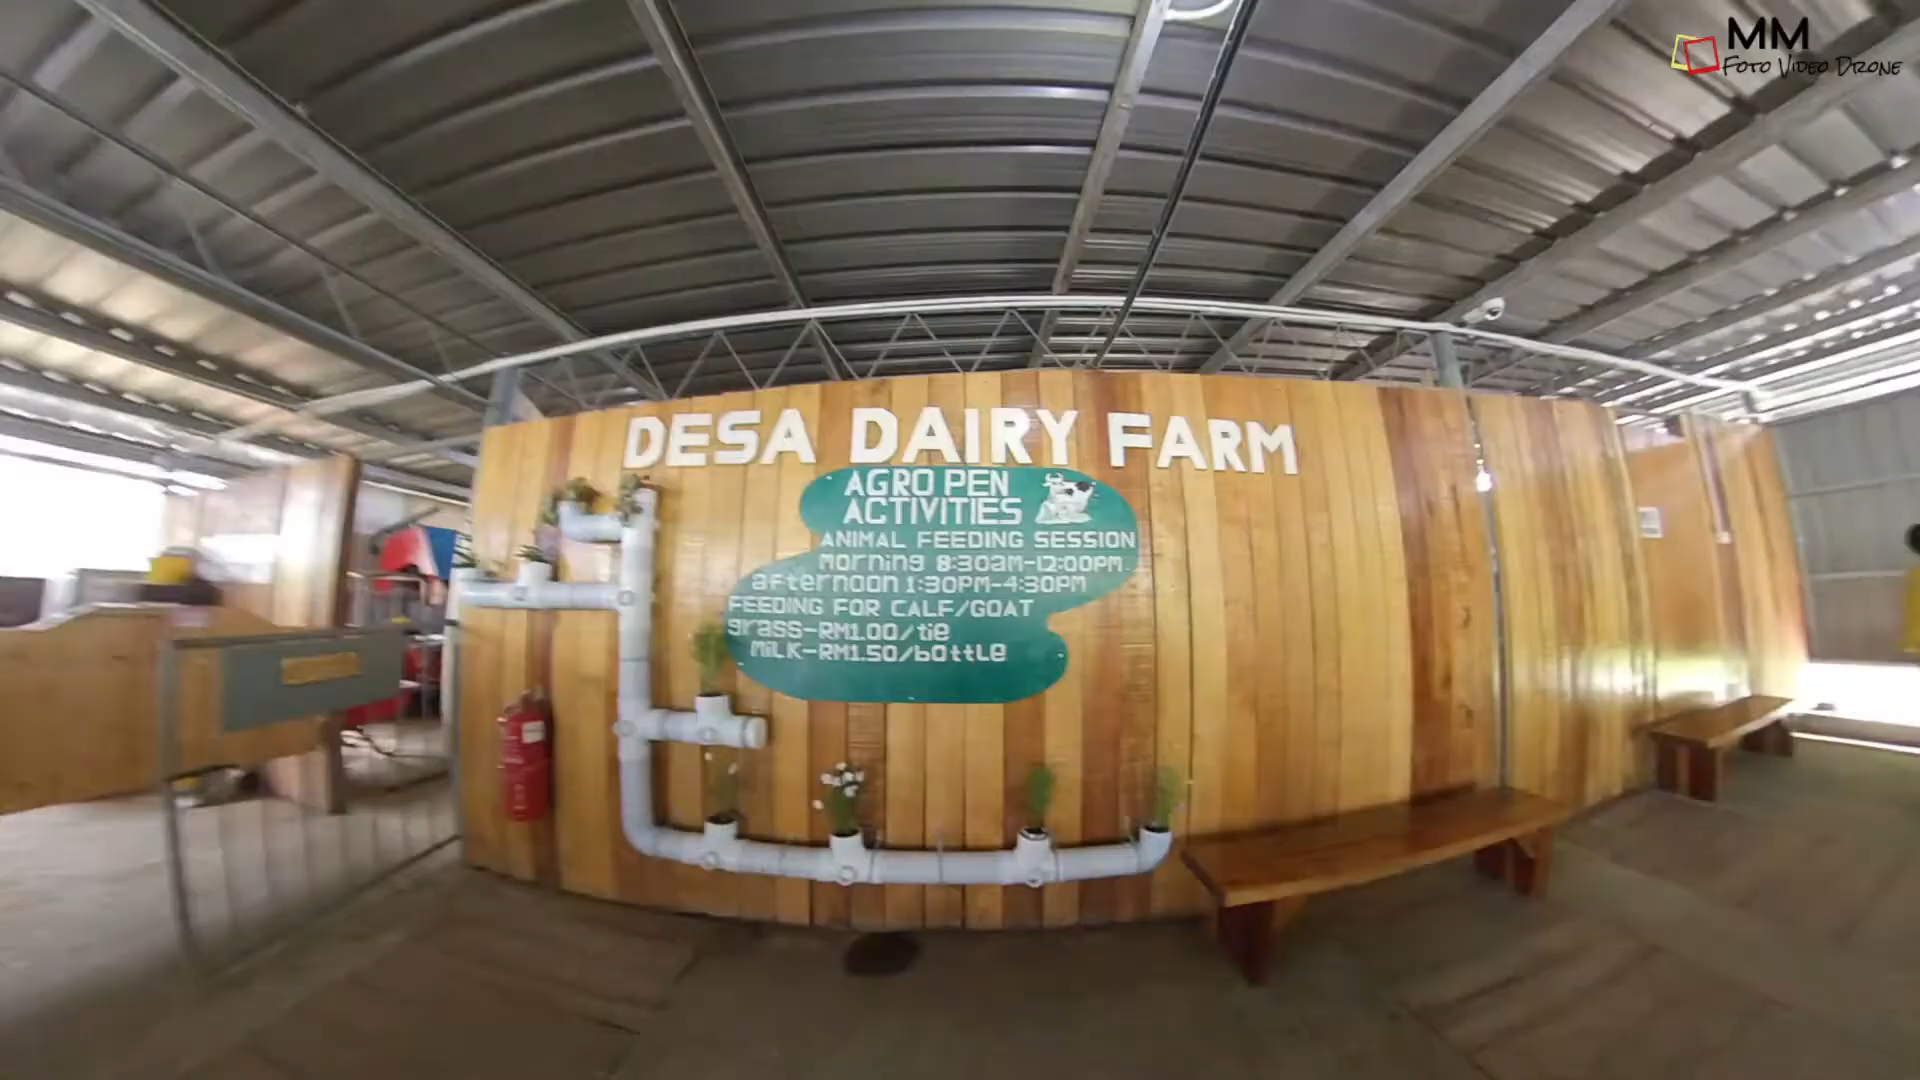 MM
Foto Video Drone
DESA DAIRY FARM
AGRO PEN
ACTIVITIES
ANIMAL FEEDING SESSION
morning 8:30am-12:00PM
afternoon 1:30PM-4:30PM
FEEDING FOR CALF/GOAT
grass-RM1.00/tie
MiLK-RM1.50/bottLe